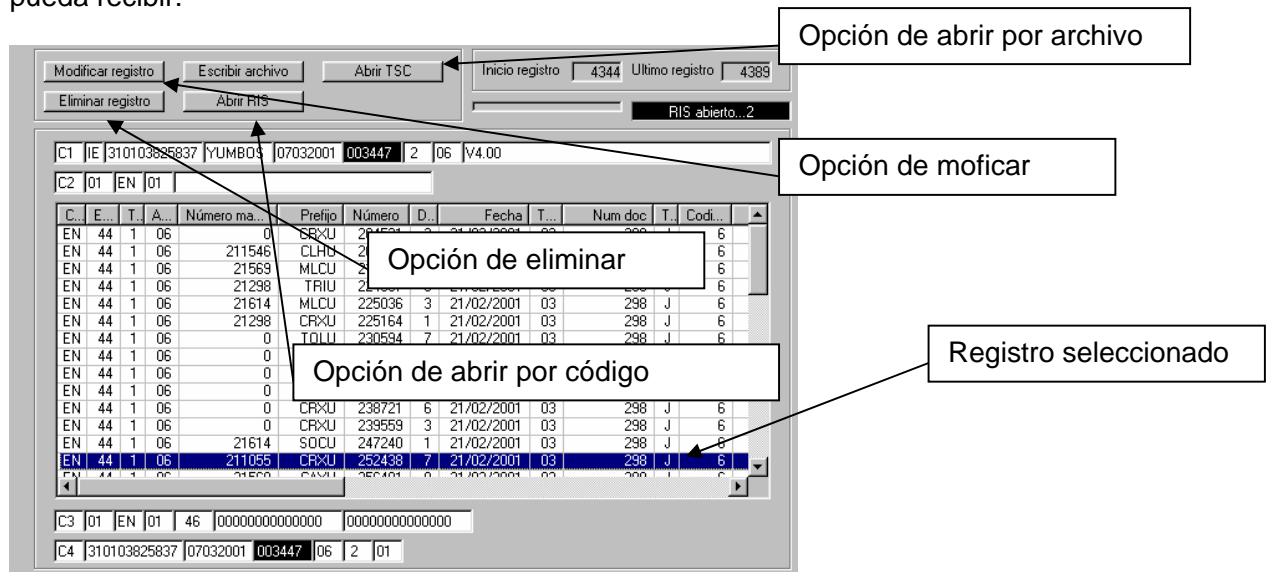 pueda recibir.
Opción de abrir por archivo
Modificar registro Escribir archivo Abrir TSC Inicio registro 4344 Ultimo registro 4389
Eliminar registro Abrir RIS RIS abierto...2
C1 IE 310103825837 YUMBOS 07032001 003447 2 06 V4.00
Opción de moficar
C2 01 EN 01
C... E... T.. A... Número ma... Prefijo Número D.. Fecha T... Num doc T.. Codi...
EN 44 1 06 0 CRXU
EN 44 1 06 211546 CLHU 6
EN 44 1 06 21569 MLCU 6
Opción de eliminar
EN 44 1 06 21298 TRIU 6
EN 44 1 06 21614 MLCU 225036 3 21/02/2001 03 298 J 6
EN 44 1 06 21298 CRXU 225164 1 21/02/2001 03 298 J 6
EN 44 1 06 0 TOLU 230594 7 21/02/2001 03 298 J 6
EN 44 1 06 0
EN 44 1 06 0
Opción de abrir por código
Registro seleccionado
EN 44 1 06 0
EN 44 1 06 0 CRXU 238721 6 21/02/2001 03 298 J 6
EN 44 1 06 0 CRXU 239559 3 21/02/2001 03 298 J 6
EN 44 1 06 21614 SOCU 247240 1 21/02/2001 03 298 J 6
EN 44 1 06 211055 CRXU 252438 7 21/02/2001 03 298 J 6
C3 01 EN 01 46 00000000000000 00000000000000
C4 310103825837 07032001 003447 06 2 01